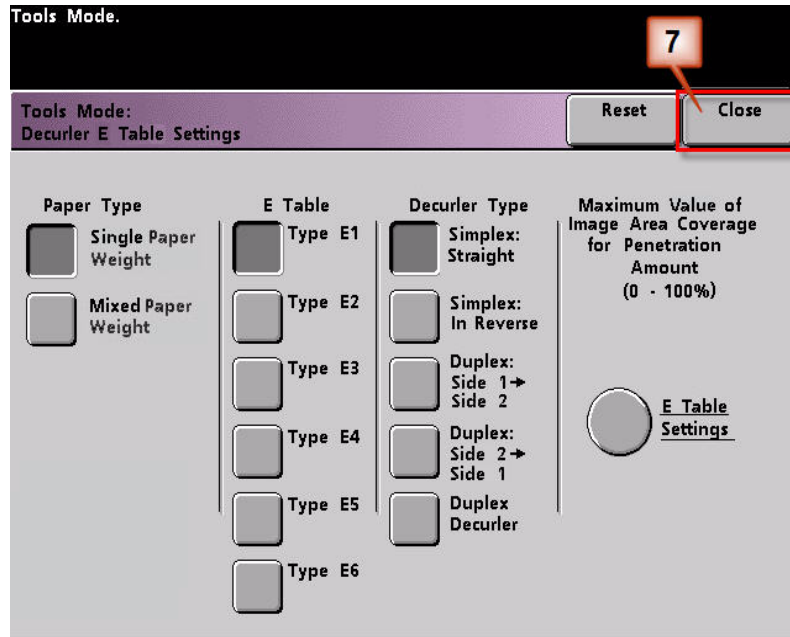 Tools Mode.
7
Tools Mode:
Decurler E Table Settings
Reset
Close
Paper Type
Single Paper
Weight
Mixed Paper
Weight
E Table
Type E1
Type E2
Type E3
Type E4
Type E5
Type E6
Decurler Type
Simplex:
Straight
Simplex:
In Reverse
Duplex:
Side 1→
Side 2
Duplex:
Side 2→
Side 1
Duplex
Decurler
Maximum Value of
Image Area Coverage
for Penetration
Amount
(0 - 100%)
E Table
Settings